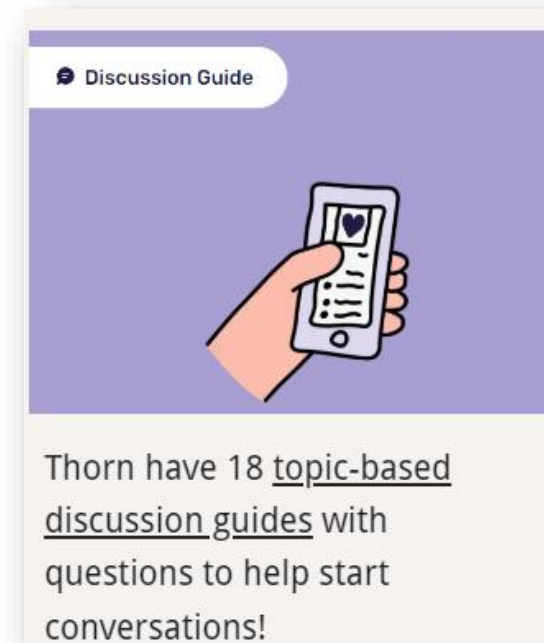 Discussion Guide
Thorn have 18 topic-based
discussion guides with
questions to help start
conversations!